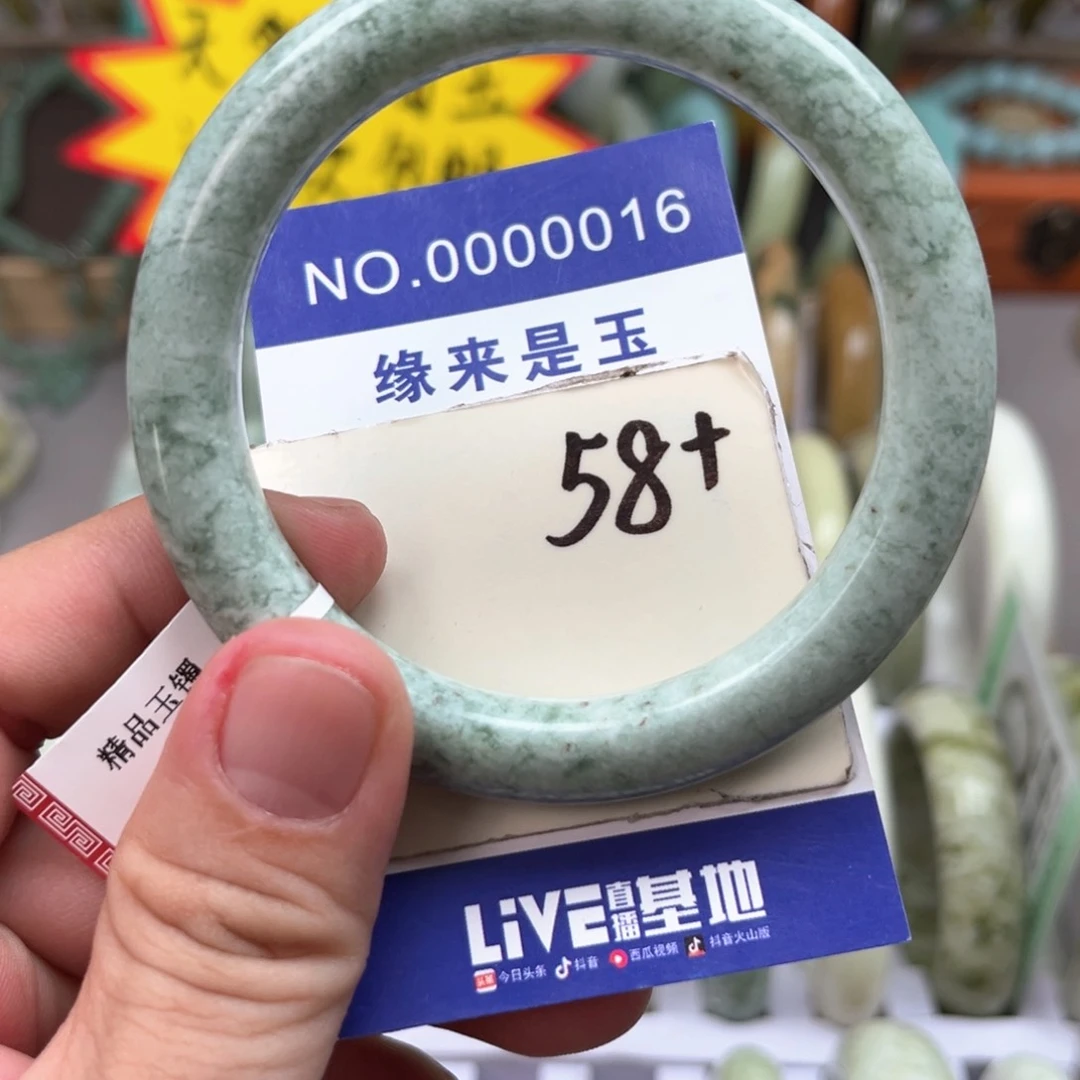 NO.0000016
缘来是玉
58+
精品玉镯
LiVE直播基地
今日头条 抖音 西瓜视频 抖音火山版